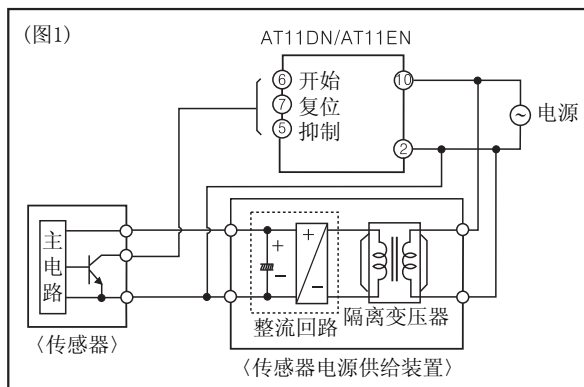 (图1)
AT11DN/AT11EN
⑥ 开始
⑩
⑦ 复位
⑤ 抑制
②
~ 电源
主电路
+
−
+
−
整流回路
隔离变压器
〈传感器〉
〈传感器电源供给装置〉